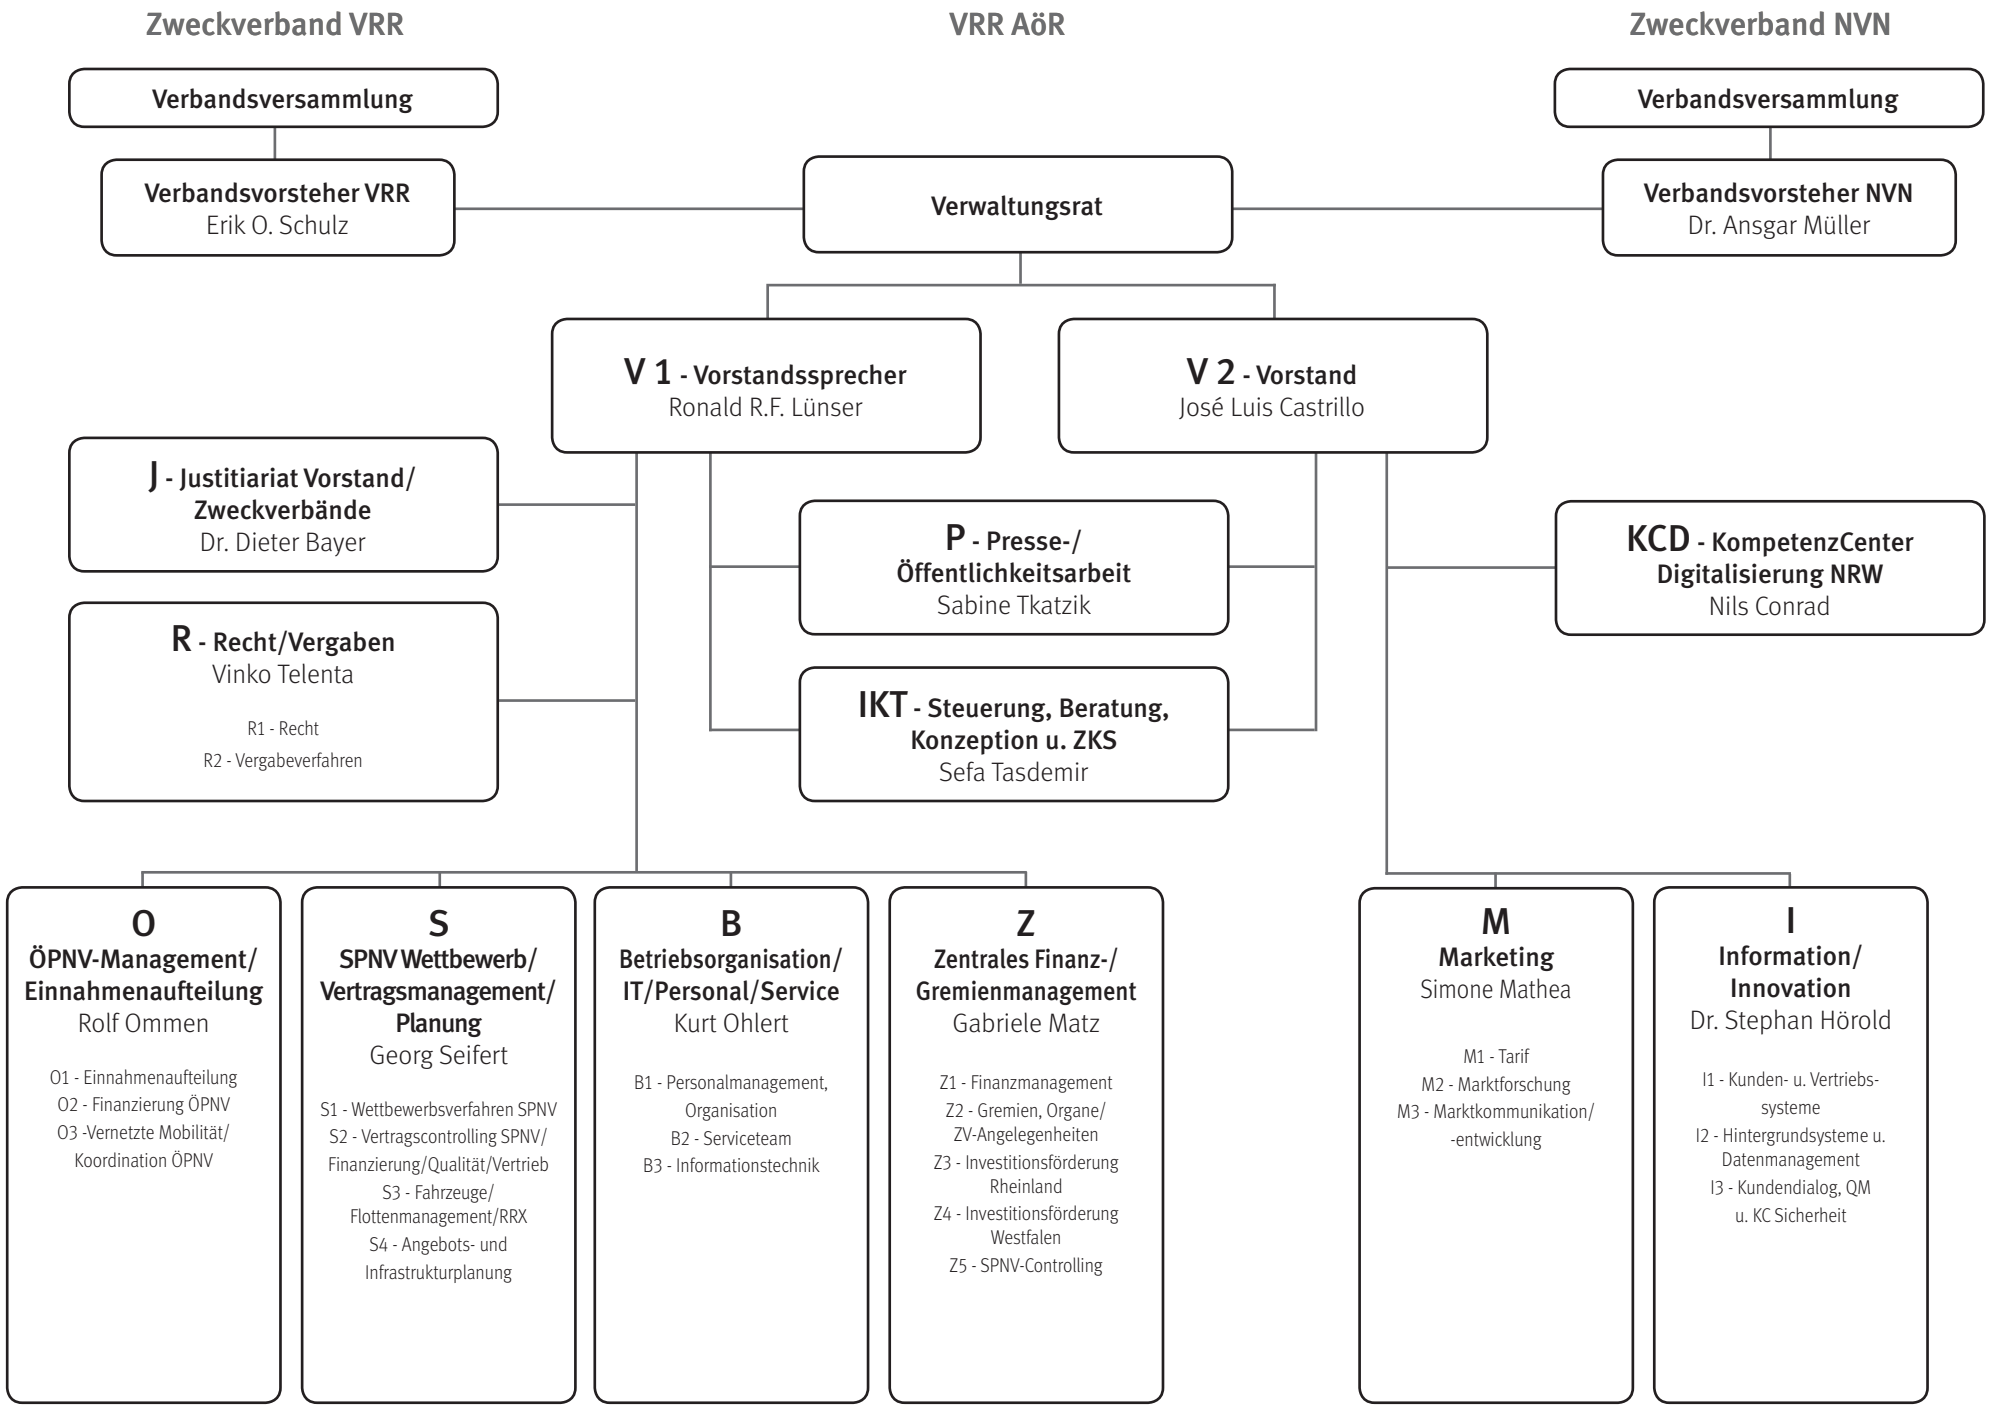 Zweckverband VRR
VRR AöR
Zweckverband NVN
Verbandsversammlung
Verbandsversammlung
Verbandsvorsteher VRR
Erik O. Schulz
Verwaltungsrat
Verbandsvorsteher NVN
Dr. Ansgar Müller
V 1 - Vorstandssprecher
Ronald R.F. Lünser
V 2 - Vorstand
José Luis Castrillo
J - Justitiariat Vorstand/
Zweckverbände
Dr. Dieter Bayer
P - Presse-/
Öffentlichkeitsarbeit
Sabine Tkatzik
KCD - KompetenzCenter
Digitalisierung NRW
Nils Conrad
R - Recht/Vergaben
Vinko Telenta
R1 - Recht
R2 - Vergabeverfahren
IKT - Steuerung, Beratung,
Konzeption u. ZKS
Sefa Tasdemir
O
ÖPNV-Management/
Einnahmenaufteilung
Rolf Ommen
O1 - Einnahmenaufteilung
O2 - Finanzierung ÖPNV
O3 -Vernetzte Mobilität/
Koordination ÖPNV
S
SPNV Wettbewerb/
Vertragsmanagement/
Planung
Georg Seifert
S1 - Wettbewerbsverfahren SPNV
S2 - Vertragscontrolling SPNV/
Finanzierung/Qualität/Vertrieb
S3 - Fahrzeuge/
Flottenmanagement/RRX
S4 - Angebots- und
Infrastrukturplanung
B
Betriebsorganisation/
IT/Personal/Service
Kurt Ohlert
B1 - Personalmanagement,
Organisation
B2 - Serviceteam
B3 - Informationstechnik
Z
Zentrales Finanz-/
Gremienmanagement
Gabriele Matz
Z1 - Finanzmanagement
Z2 - Gremien, Organe/
ZV-Angelegenheiten
Z3 - Investitionsförderung
Rheinland
Z4 - Investitionsförderung
Westfalen
Z5 - SPNV-Controlling
M
Marketing
Simone Mathea
M1 - Tarif
M2 - Marktforschung
M3 - Marktkommunikation/
-entwicklung
I
Information/
Innovation
Dr. Stephan Hörold
I1 - Kunden- u. Vertriebs-
systeme
I2 - Hintergrundsysteme u.
Datenmanagement
I3 - Kundendialog, QM
u. KC Sicherheit